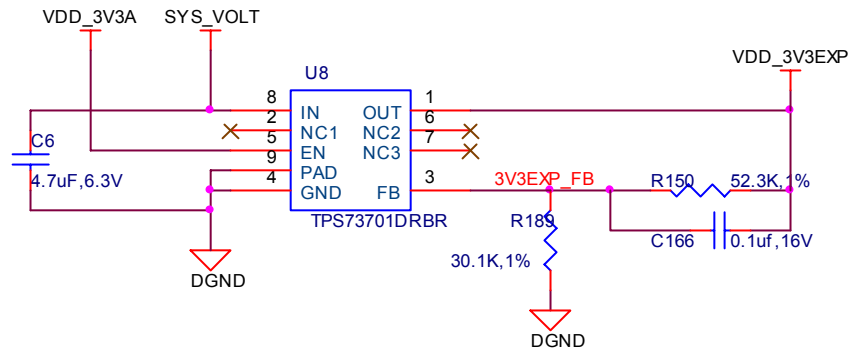 VDD_3V3A
SYS_VOLT
VDD_3V3EXP
U8
8 IN OUT 1
2 NC1 NC2 6
5 EN NC3 7
9 PAD
4 GND FB 3
TPS73701DRBR
C6
4.7uF,6.3V
3V3EXP_FB
R150 52.3K,1%
R189
30.1K,1%
C166 0.1uf,16V
DGND
DGND